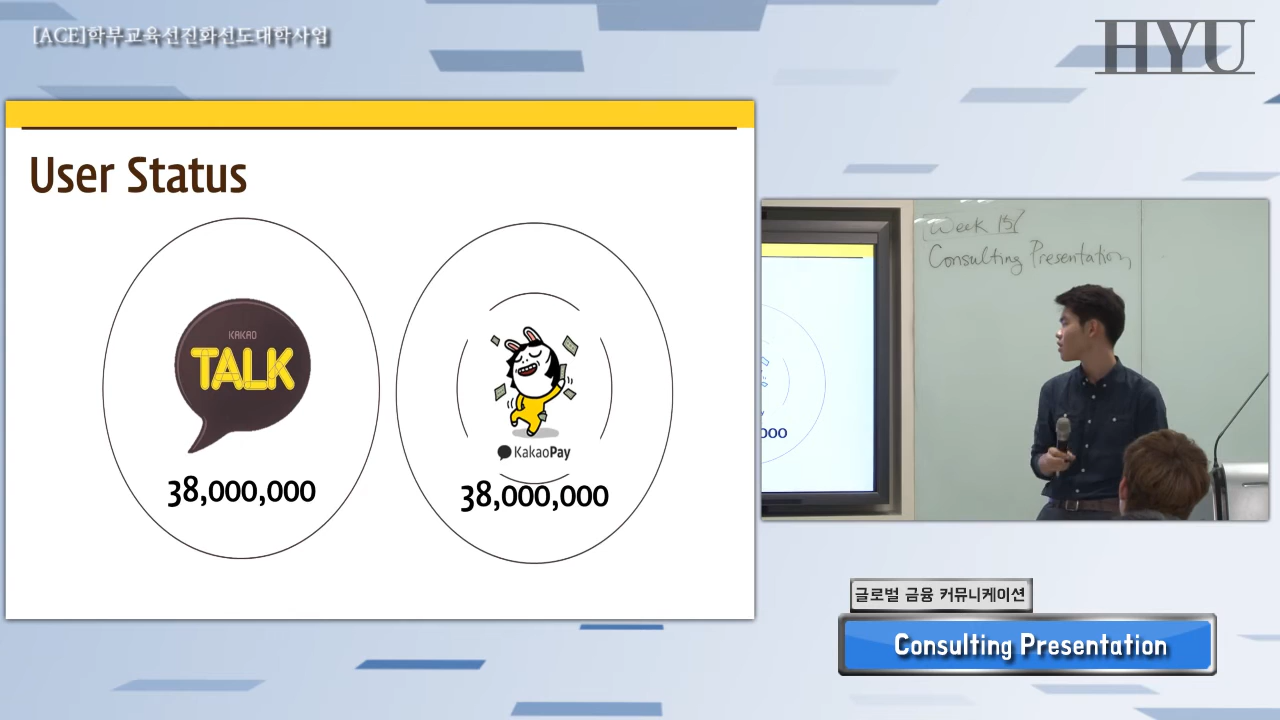 [ACE]학부교육선진화선도대학사업
HYU
User Status
KAKAO
TALK
38,000,000
KakaoPay
38,000,000
Week 15
Consulting Presentation
000
글로벌 금융 커뮤니케이션
Consulting Presentation